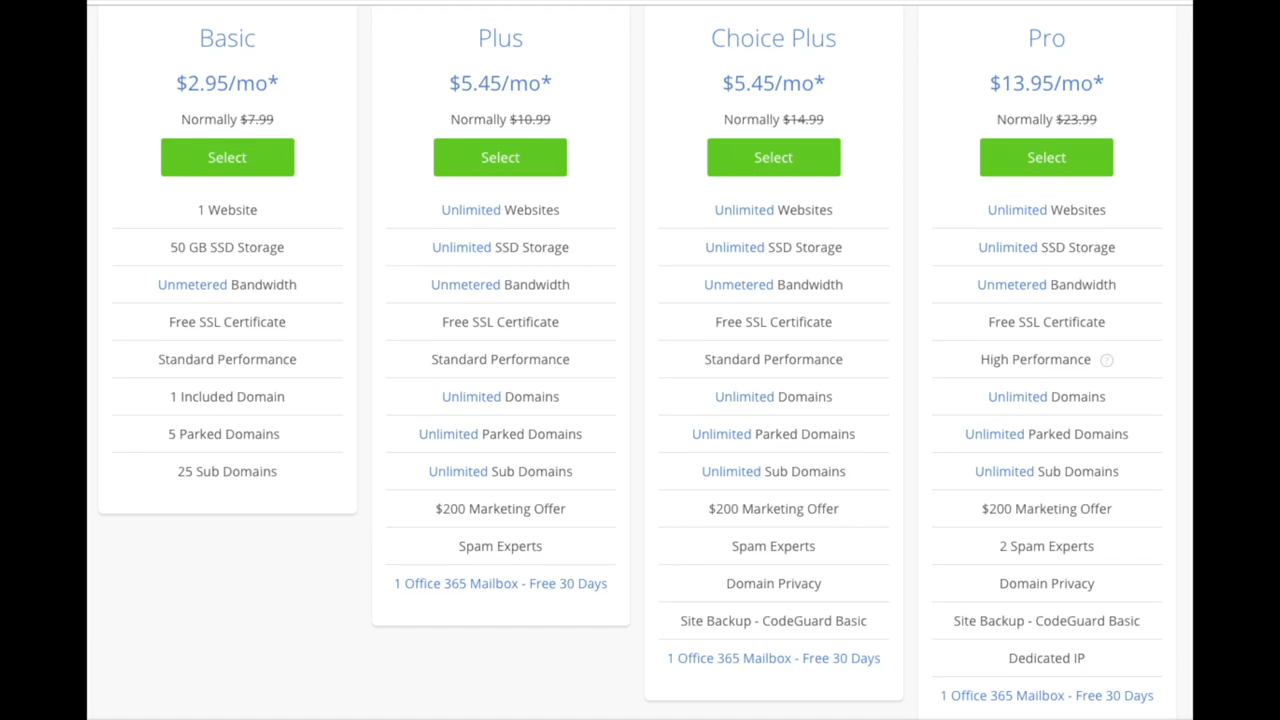 Basic
$2.95/mo*
Normally $7.99
Select
1 Website
50 GB SSD Storage
Unmetered Bandwidth
Free SSL Certificate
Standard Performance
1 Included Domain
5 Parked Domains
25 Sub Domains
Plus
$5.45/mo*
Normally $10.99
Select
Unlimited Websites
Unlimited SSD Storage
Unmetered Bandwidth
Free SSL Certificate
Standard Performance
Unlimited Domains
Unlimited Parked Domains
Unlimited Sub Domains
$200 Marketing Offer
Spam Experts
1 Office 365 Mailbox - Free 30 Days
Choice Plus
$5.45/mo*
Normally $14.99
Select
Unlimited Websites
Unlimited SSD Storage
Unmetered Bandwidth
Free SSL Certificate
Standard Performance
Unlimited Domains
Unlimited Parked Domains
Unlimited Sub Domains
$200 Marketing Offer
Spam Experts
Domain Privacy
Site Backup - CodeGuard Basic
1 Office 365 Mailbox - Free 30 Days
Pro
$13.95/mo*
Normally $23.99
Select
Unlimited Websites
Unlimited SSD Storage
Unmetered Bandwidth
Free SSL Certificate
High Performance ?
Unlimited Domains
Unlimited Parked Domains
Unlimited Sub Domains
$200 Marketing Offer
2 Spam Experts
Domain Privacy
Site Backup - CodeGuard Basic
Dedicated IP
1 Office 365 Mailbox - Free 30 Days